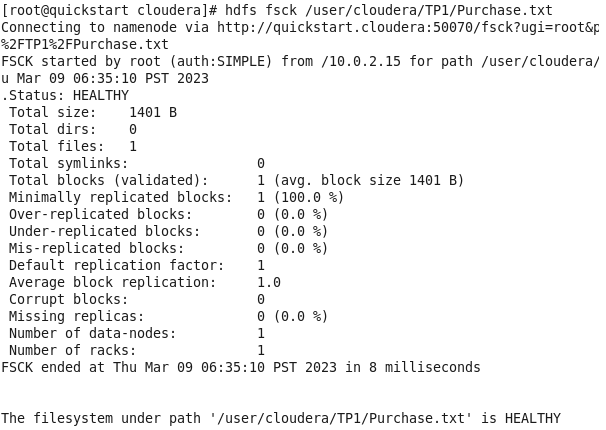 [root@quickstart cloudera]# hdfs fsck /user/cloudera/TP1/Purchase.txt
Connecting to namenode via http://quickstart.cloudera:50070/fsck?ugi=root&p
%2FTP1%2FPurchase.txt
FSCK started by root (auth:SIMPLE) from /10.0.2.15 for path /user/cloudera/
u Mar 09 06:35:10 PST 2023
.Status: HEALTHY
 Total size:    1401 B
 Total dirs:    0
 Total files:   1
 Total symlinks:                0
 Total blocks (validated):      1 (avg. block size 1401 B)
 Minimally replicated blocks:   1 (100.0 %)
 Over-replicated blocks:        0 (0.0 %)
 Under-replicated blocks:       0 (0.0 %)
 Mis-replicated blocks:         0 (0.0 %)
 Default replication factor:    1
 Average block replication:     1.0
 Corrupt blocks:                0
 Missing replicas:              0 (0.0 %)
 Number of data-nodes:          1
 Number of racks:               1
FSCK ended at Thu Mar 09 06:35:10 PST 2023 in 8 milliseconds
The filesystem under path '/user/cloudera/TP1/Purchase.txt' is HEALTHY